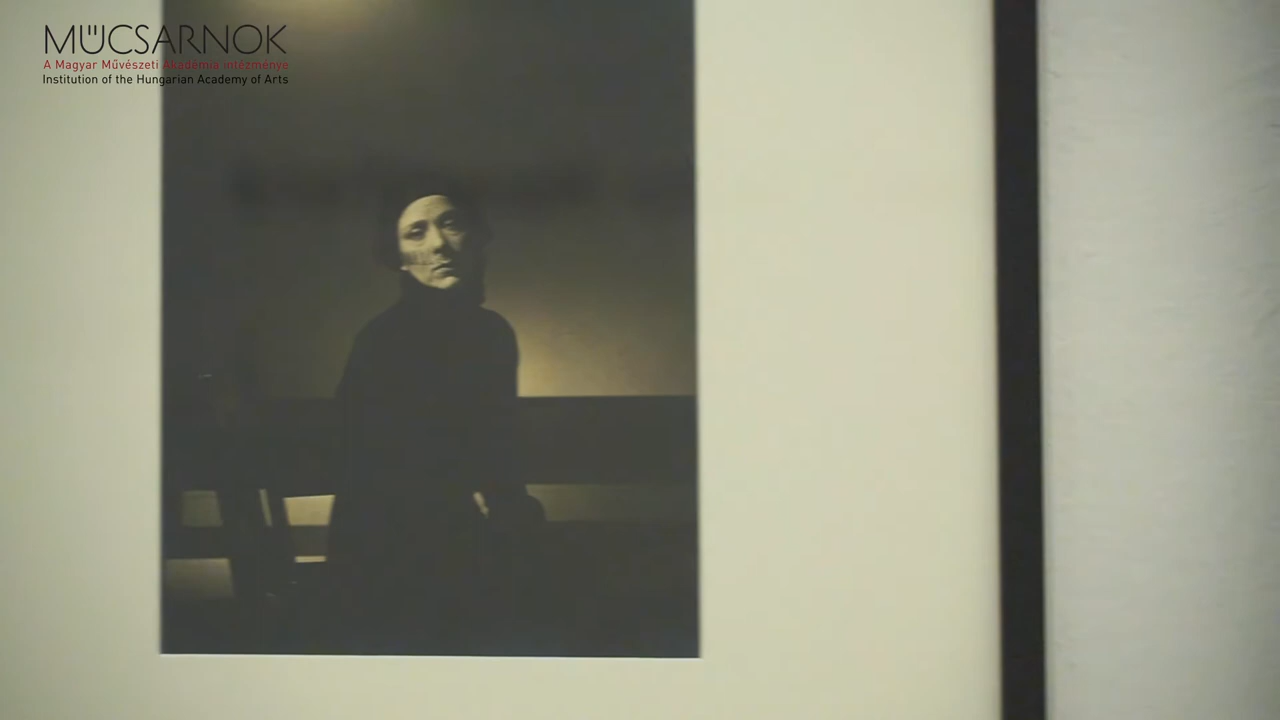 MŰCSARNOK
A Magyar Művészeti Akadémia intézménye
Institution of the Hungarian Academy of Arts